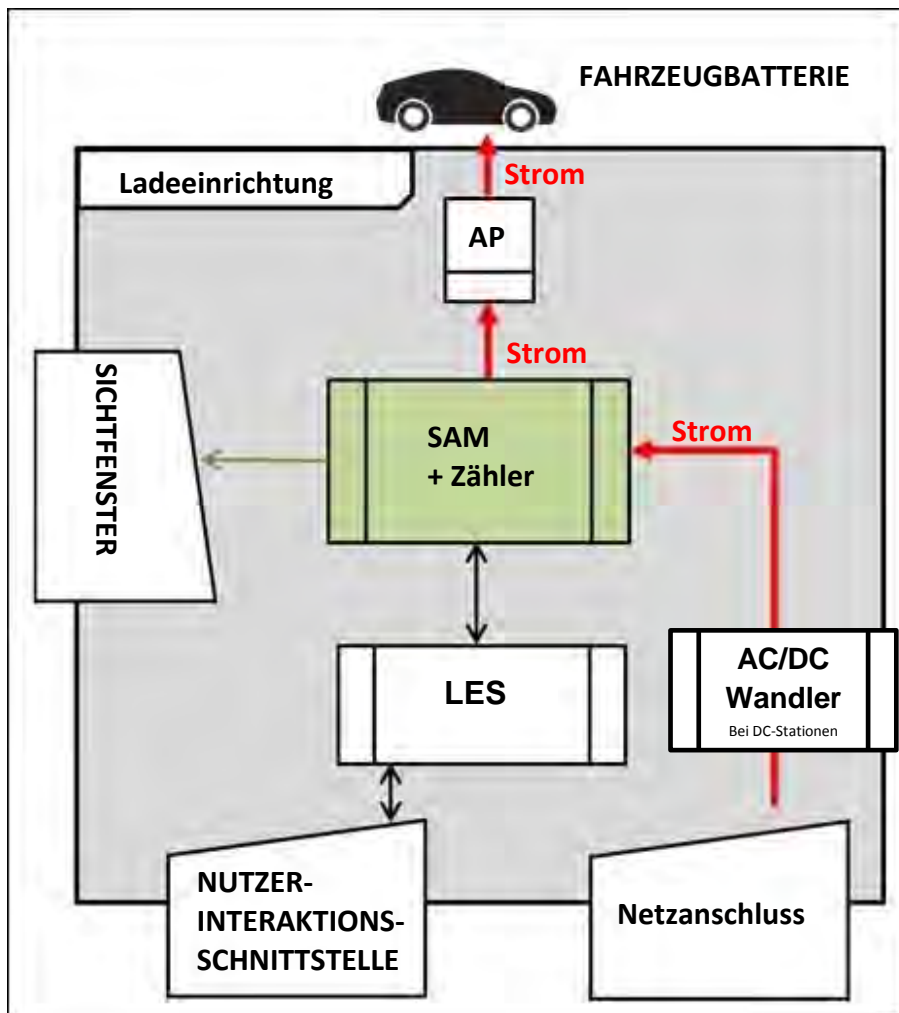 FAHRZEUGBATTERIE
Ladeeinrichtung
Strom
AP
Strom
SICHTFENSTER
SAM
+ Zähler
Strom
LES
AC/DC
Wandler
Bei DC-Stationen
NUTZER-
INTERAKTIONS-
SCHNITTSTELLE
Netzanschluss